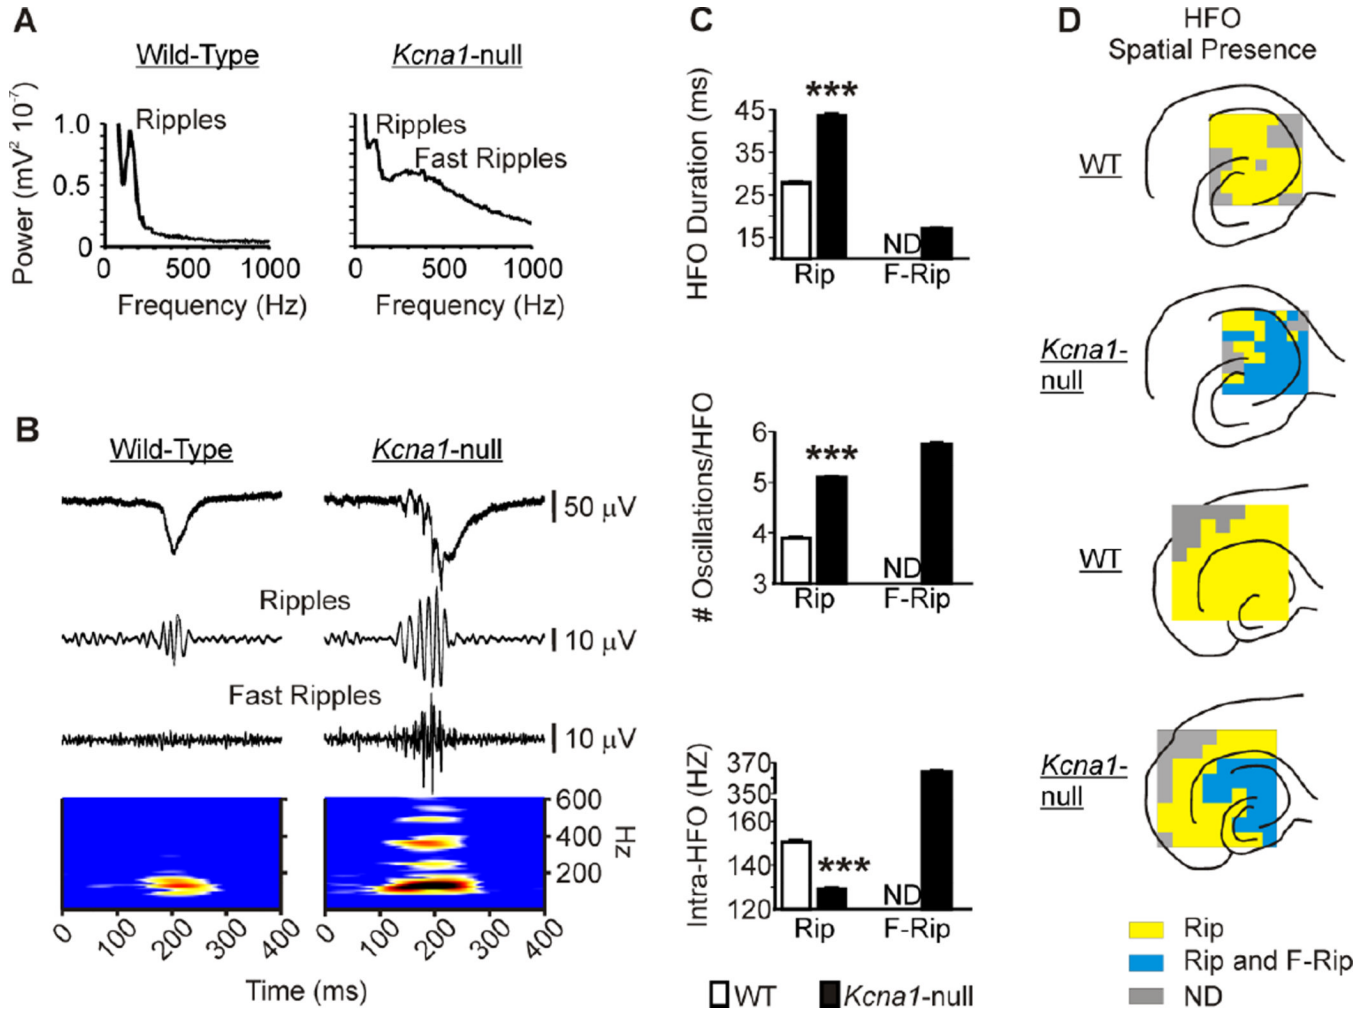 A
Wild-Type
Kcna1-null
Power (mV² 10⁻⁷)
1.0
0.5
0
Ripples
Ripples
Fast Ripples
0 500 1000
0 500 1000
Frequency (Hz)
Frequency (Hz)
B
Wild-Type
Kcna1-null
50 µV
Ripples
10 µV
Fast Ripples
10 µV
600
400
200
Hz
0 100 200 300 400
0 100 200 300 400
Time (ms)
C
HFO Duration (ms)
45
35
25
15
***
ND
Rip F-Rip
# Oscillations/HFO
6
5
4
3
***
ND
Rip F-Rip
Intra-HFO (HZ)
370
350
160
140
120
***
ND
Rip F-Rip
WT Kcna1-null
D
HFO
Spatial Presence
WT
Kcna1-
null
WT
Kcna1-
null
Rip
Rip and F-Rip
ND